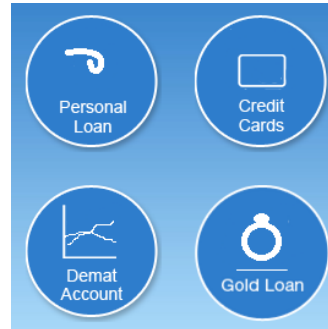 Personal
Loan
Credit
Cards
Demat
Account
Gold Loan